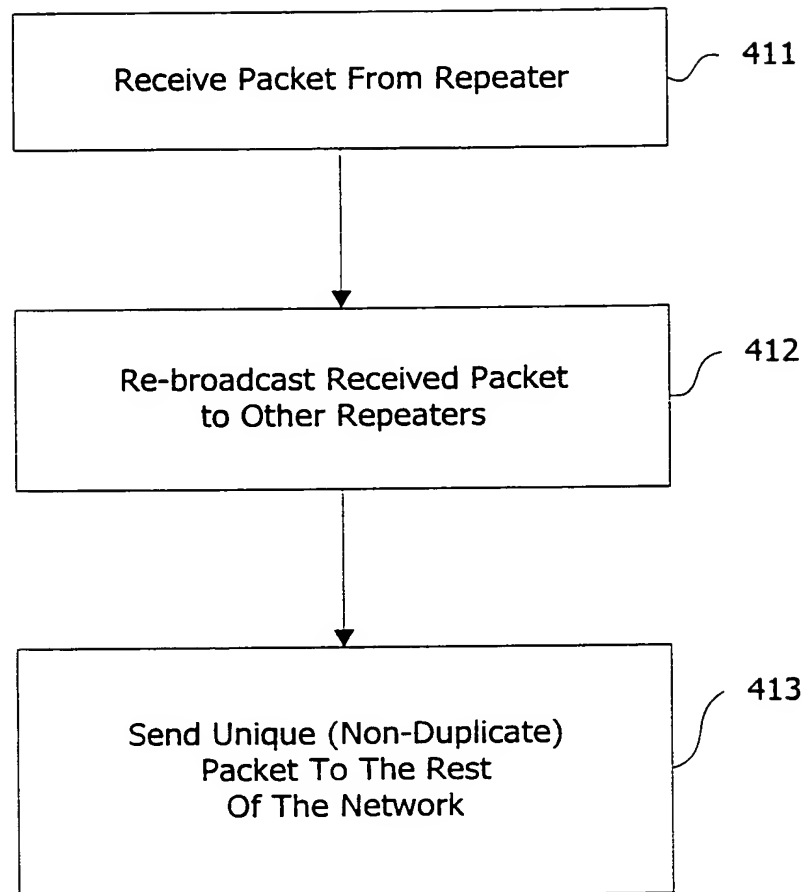 Receive Packet From Repeater
411
Re-broadcast Received Packet
to Other Repeaters
412
Send Unique (Non-Duplicate)
Packet To The Rest
Of The Network
413